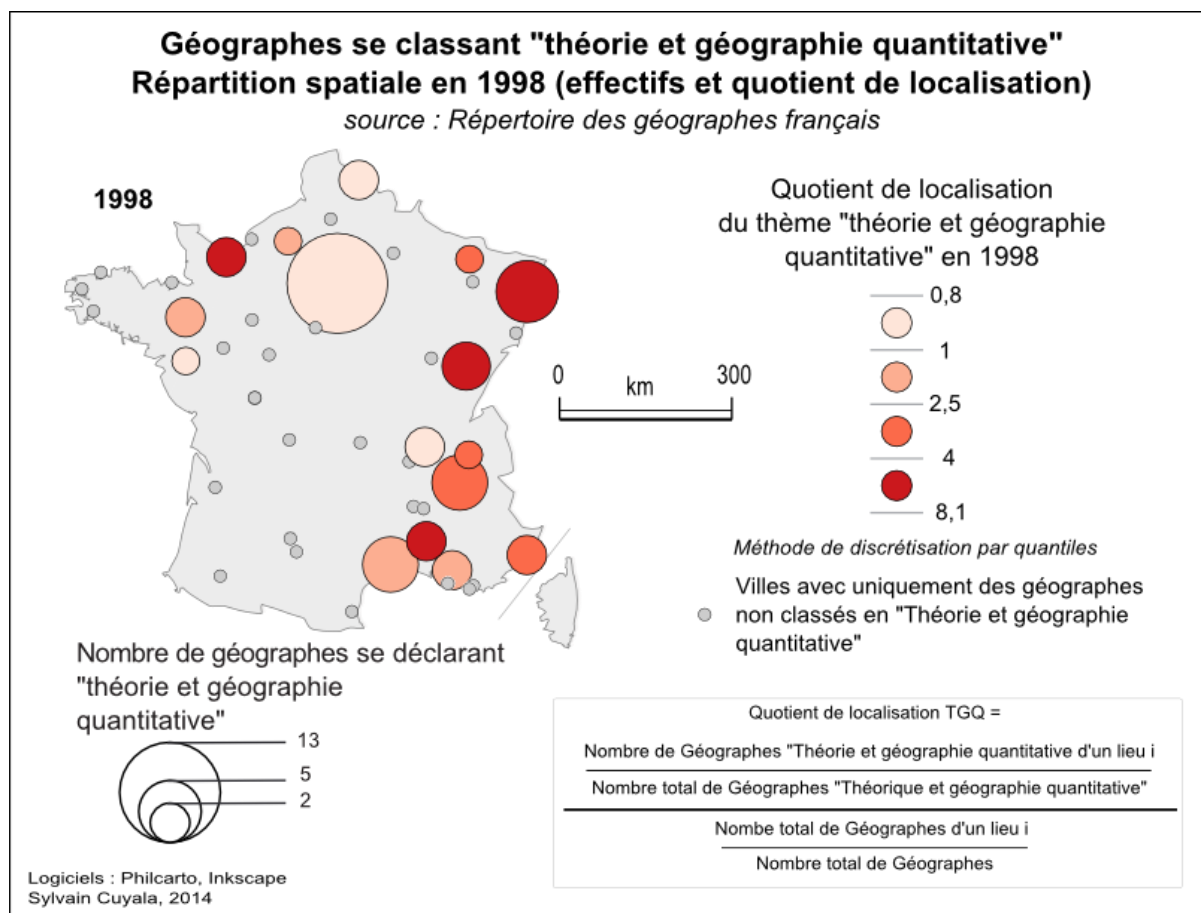 Géographes se classant "théorie et géographie quantitative"
Répartition spatiale en 1998 (effectifs et quotient de localisation)
source : Répertoire des géographes français
1998
Quotient de localisation
du thème "théorie et géographie
quantitative" en 1998
0,8
1
2,5
4
8,1
0
300
km
Méthode de discrétisation par quantiles
Villes avec uniquement des géographes
non classés en "Théorie et géographie
quantitative"
Nombre de géographes se déclarant
"théorie et géographie
quantitative"
13
5
2
Quotient de localisation TGQ =
Nombre de Géographes "Théorie et géographie quantitative d'un lieu i
Nombre total de Géographes "Théorique et géographie quantitative"
Nombe total de Géographes d'un lieu i
Nombre total de Géographes
Logiciels : Philcarto, Inkscape
Sylvain Cuyala, 2014